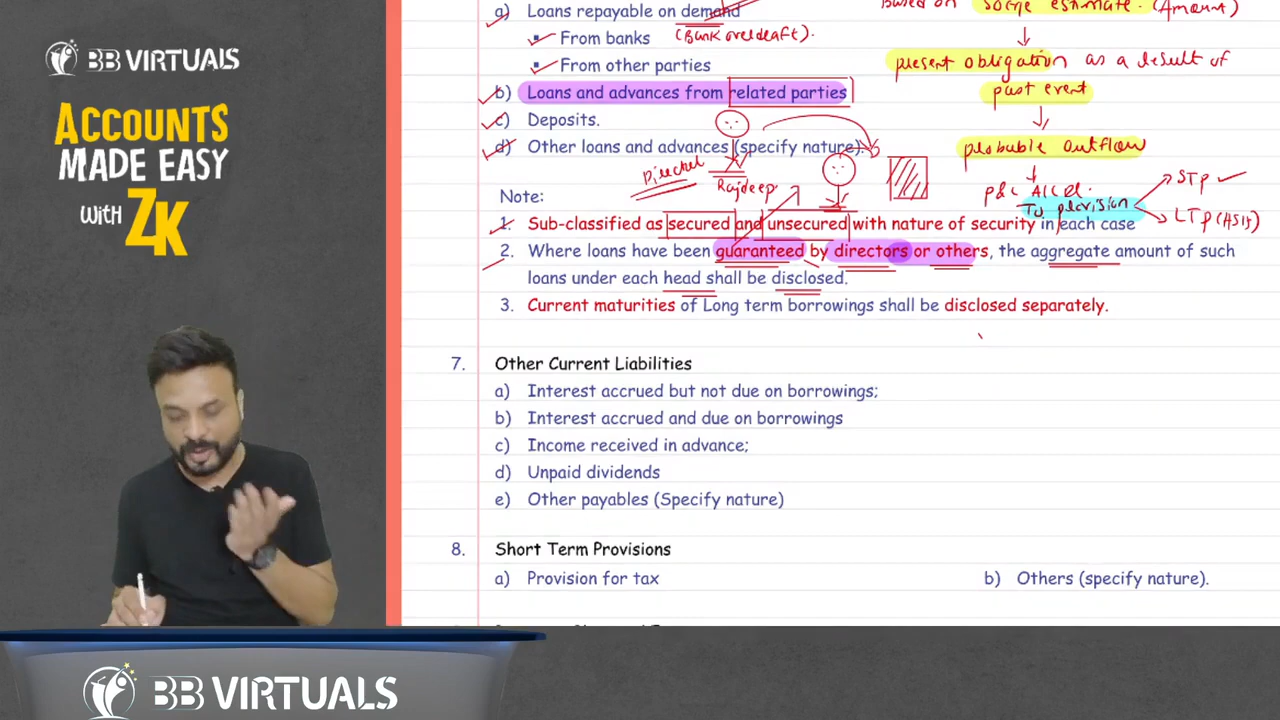 BB VIRTUALS
ACCOUNTS
MADE EASY
WITH ZK
a) Loans repayable on demand
From banks (Bank overdraft).
From other parties
b) Loans and advances from related parties
c) Deposits.
d) Other loans and advances (specify nature).
Director
Rajdeep
Note:
1. Sub-classified as secured and unsecured with nature of security in each case
2. Where loans have been guaranteed by directors or others, the aggregate amount of such
loans under each head shall be disclosed.
3. Current maturities of Long term borrowings shall be disclosed separately.
Based on some estimate. (Amount)
present obligation as a result of
past event
probable outflow
P&L A/c Dr.
To provision
STP
LTP
7. Other Current Liabilities
a) Interest accrued but not due on borrowings;
b) Interest accrued and due on borrowings
c) Income received in advance;
d) Unpaid dividends
e) Other payables (Specify nature)
8. Short Term Provisions
a) Provision for tax b) Others (specify nature).
BB VIRTUALS